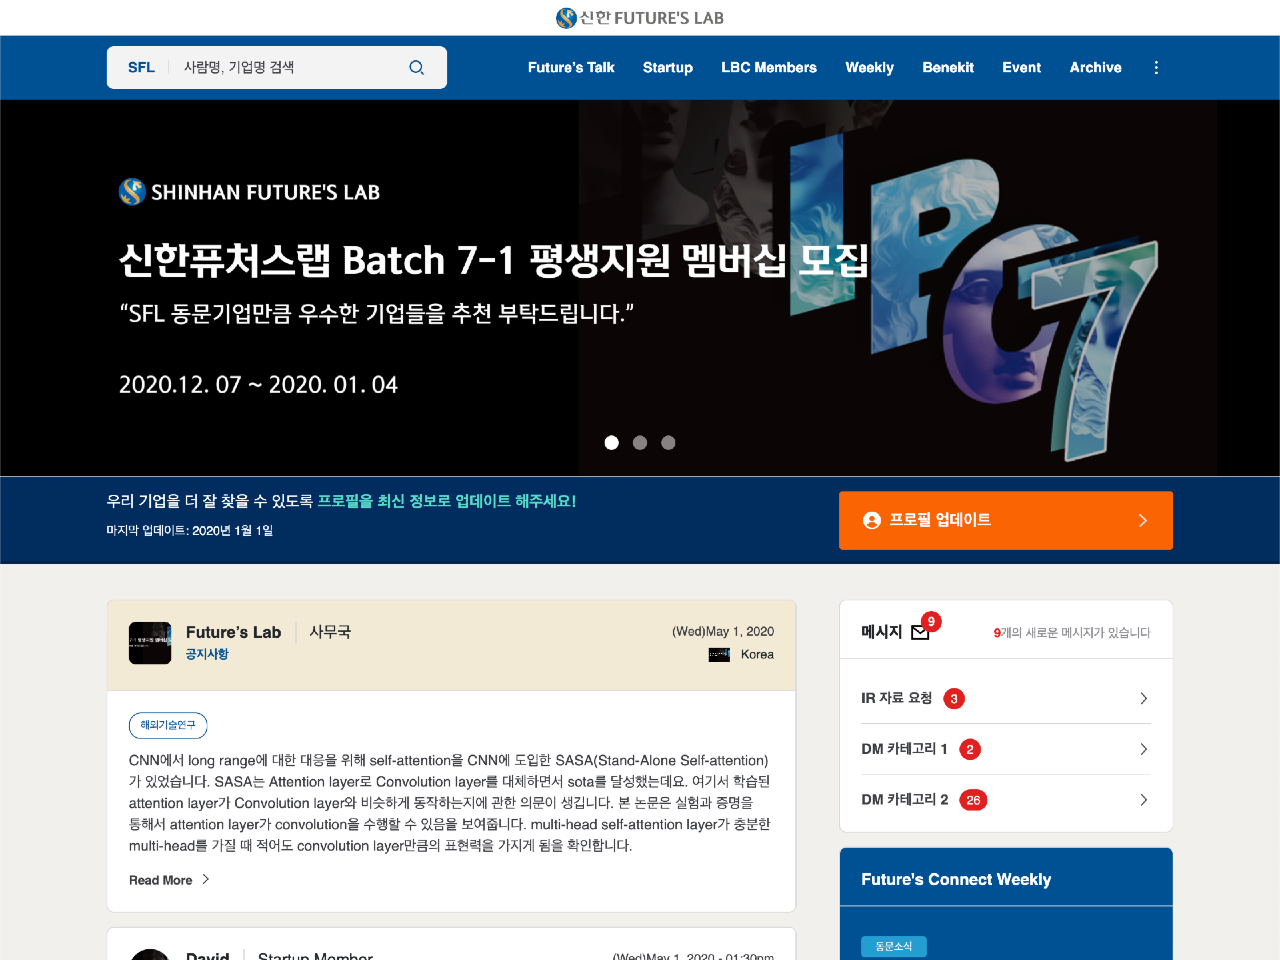 신한 FUTURE'S LAB
SFL 사람명, 기업명 검색 Future's Talk Startup LBC Members Weekly Benekit Event Archive
SHINHAN FUTURE'S LAB
신한퓨처스랩 Batch 7-1 평생지원 멤버십 모집
“SFL 동문기업만큼 우수한 기업들을 추천 부탁드립니다.”
2020.12. 07 ~ 2020. 01. 04
IPC7
우리 기업을 더 잘 찾을 수 있도록 프로필을 최신 정보로 업데이트 해주세요!
마지막 업데이트: 2020년 1월 1일
프로필 업데이트
Future's Lab 사무국
공지사항
(Wed)May 1, 2020
Korea
해외기술연구
CNN에서 long range에 대한 대응을 위해 self-attention을 CNN에 도입한 SASA(Stand-Alone Self-attention)
가 있었습니다. SASA는 Attention layer로 Convolution layer를 대체하면서 sota를 달성했는데요. 여기서 학습된
attention layer가 Convolution layer와 비슷하게 동작하는지에 관한 의문이 생깁니다. 본 논문은 실험과 증명을
통해서 attention layer가 convolution을 수행할 수 있음을 보여줍니다. multi-head self-attention layer가 충분한
multi-head를 가질 때 적어도 convolution layer만큼의 표현력을 가지게 됨을 확인합니다.
Read More
David Startup Member
(Wed)May 1, 2020 - 01:30pm
메시지 9
9개의 새로운 메시지가 있습니다
IR 자료 요청 3
DM 카테고리 1 2
DM 카테고리 2 26
Future's Connect Weekly
동문소식